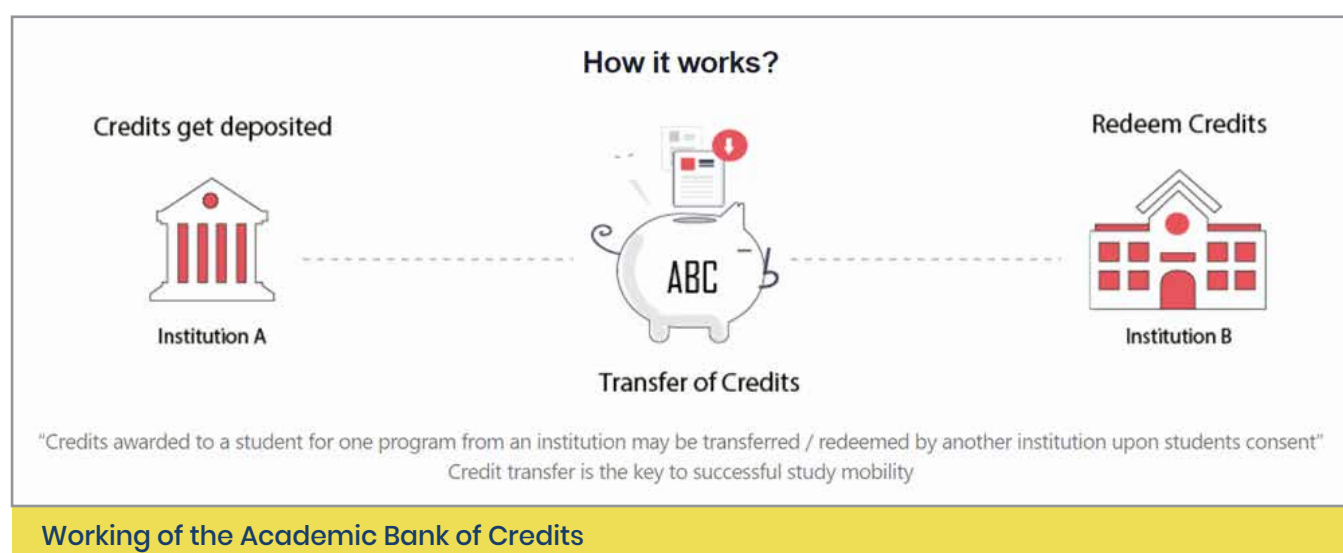 How it works?
Credits get deposited
Redeem Credits
ABC
Institution A
Institution B
Transfer of Credits
"Credits awarded to a student for one program from an institution may be transferred / redeemed by another institution upon students consent"
Credit transfer is the key to successful study mobility
Working of the Academic Bank of Credits